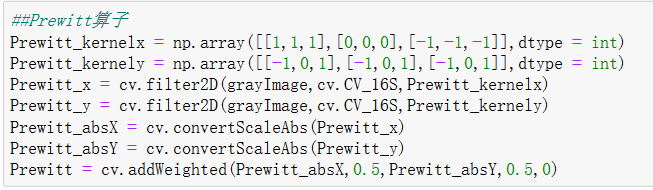 ##Prewitt算子
Prewitt_kernelx = np.array([[1,1,1],[0,0,0],[-1,-1,-1]],dtype = int)
Prewitt_kernely = np.array([[-1,0,1],[-1,0,1],[-1,0,1]],dtype = int)
Prewitt_x = cv.filter2D(grayImage,cv.CV_16S,Prewitt_kernelx)
Prewitt_y = cv.filter2D(grayImage,cv.CV_16S,Prewitt_kernely)
Prewitt_absX = cv.convertScaleAbs(Prewitt_x)
Prewitt_absY = cv.convertScaleAbs(Prewitt_y)
Prewitt = cv.addWeighted(Prewitt_absX,0.5,Prewitt_absY,0.5,0)